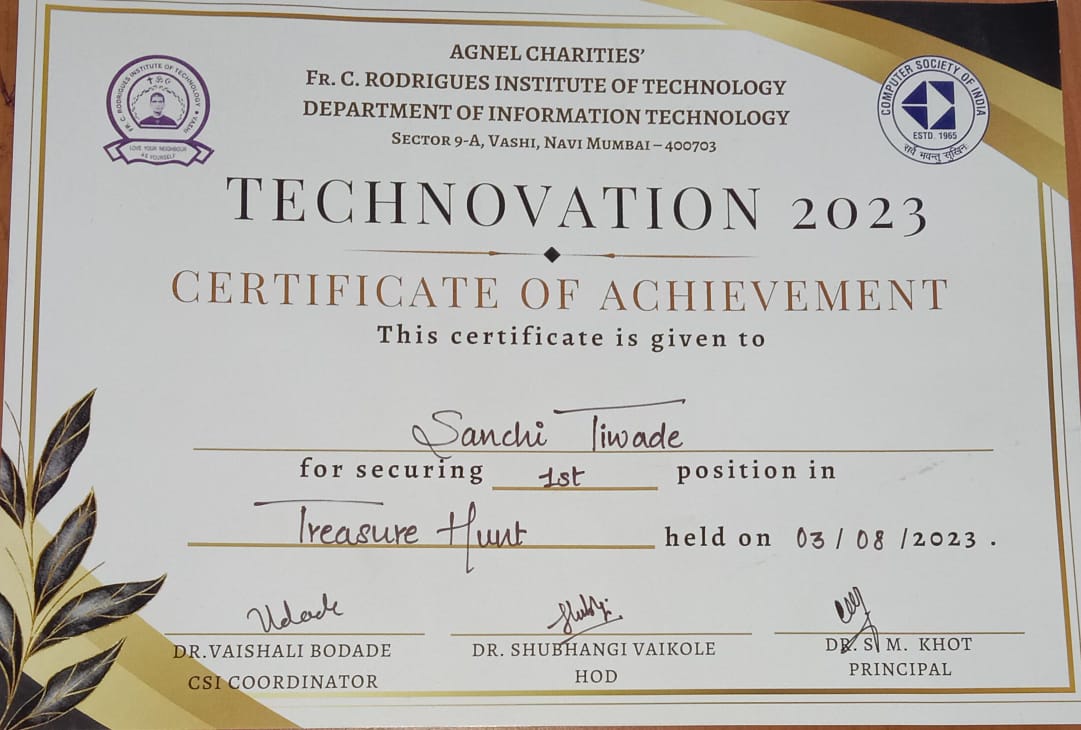 AGNEL CHARITIES'
FR. C. RODRIGUES INSTITUTE OF TECHNOLOGY
DEPARTMENT OF INFORMATION TECHNOLOGY
SECTOR 9-A, VASHI, NAVI MUMBAI – 400703
FR. C. RODRIGUES INSTITUTE OF TECHNOLOGY • VASHI
LOVE YOUR NEIGHBOUR
AS YOURSELF
COMPUTER SOCIETY OF INDIA
ESTD. 1965
सर्वे भवन्तु सुखिनः
TECHNOVATION 2023
CERTIFICATE OF ACHIEVEMENT
This certificate is given to
Sanchi Tiwade
for securing 1st position in
Treasure Hunt held on 03/08/2023.
DR.VAISHALI BODADE DR. SHUBHANGI VAIKOLE DR. S M. KHOT
CSI COORDINATOR HOD PRINCIPAL